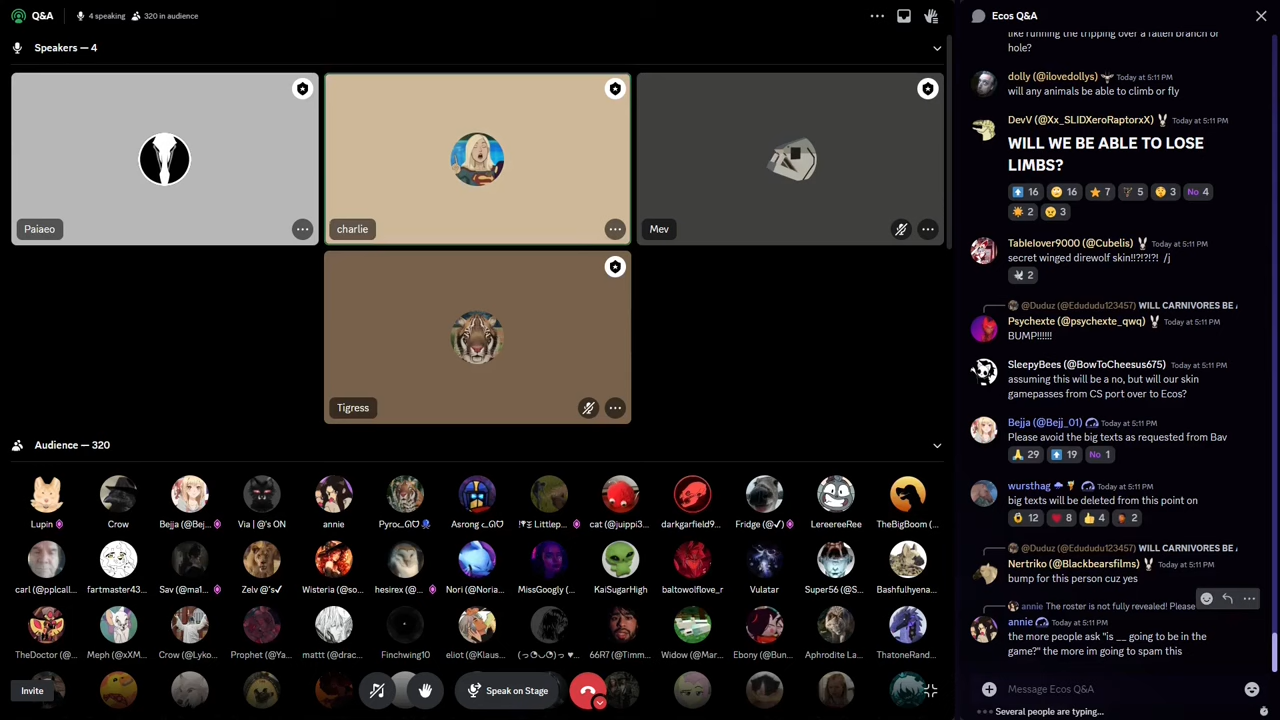 Q&A
4 speaking
320 in audience
Ecos Q&A
Speakers — 4
Paiaeo
charlie
Mev
Tigress
Audience — 320
Lupin
Crow
Bejja (@Bej...
Via | @'s ON
annie
Asrong
cat (@juippi3...
darkgarfield9...
Fridge (@✓)
LereereeRee
TheBigBoom (...
carl (@pplcall...
fartmaster43...
Sav (@ma1...
Zelv @'s✓
Wisteria (@so...
hesirex (@h...
Nori (@Noria...
MissGoogly (...
KaiSugarHigh
baltowolflove_r
Vulatar
Super56 (@S...
Bashfulhyena...
TheDoctor (@...
Meph (@xXM...
Crow (@Lyko...
Prophet (@Ya...
mattt (@drac...
Finchwing10
eliot (@Klaus...
66R7 (@Timm...
Widow (@Mar...
Ebony (@Bun...
Aphrodite La...
ThatoneRand...
Invite
Speak on Stage
like running the tripping over a fallen branch or
hole?
dolly (@ilovedollys) Today at 5:11 PM
will any animals be able to climb or fly
DevV (@Xx_SLIDXeroRaptorxX) Today at 5:11 PM
WILL WE BE ABLE TO LOSE
LIMBS?
16 16 7 5 3 No 4
2 3
Tablelover9000 (@Cubelis) Today at 5:11 PM
secret winged direwolf skin!!?!?!?! /j
2
@Duduz (@Edududu123457) WILL CARNIVORES BE
Psychexte (@psychexte_qwq) Today at 5:11 PM
BUMP!!!!!!
SleepyBees (@BowToCheesus675) Today at 5:11 PM
assuming this will be a no, but will our skin
gamepasses from CS port over to Ecos?
Bejja (@Bejj_01) Today at 5:11 PM
Please avoid the big texts as requested from Bav
29 19 No 1
wursthag Today at 5:11 PM
big texts will be deleted from this point on
12 8 4 2
@Duduz (@Edududu123457) WILL CARNIVORES BE
Nertriko (@Blackbearsfilms) Today at 5:11 PM
bump for this person cuz yes
annie The roster is not fully revealed! Please
annie Today at 5:11 PM
the more people ask "is __ going to be in the
game?" the more im going to spam this
Message Ecos Q&A
Several people are typing...